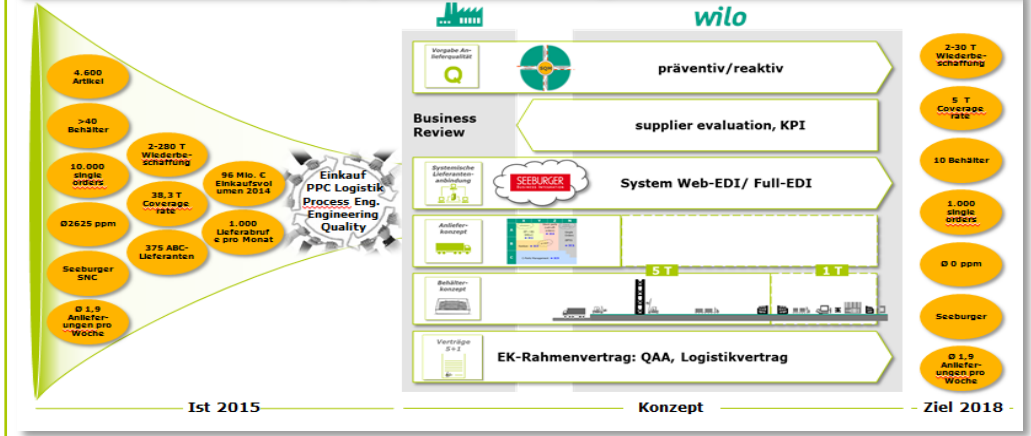 wilo
4.600
Artikel
>40
Behälter
10.000
single
orders
Ø2625 ppm
Seeburger
SNC
Ø 1,9
Anliefer-
ungen pro
Woche
2-280 T
Wiederbe-
schaffung
38,3 T
Coverage
rate
375 ABC-
Lieferanten
96 Mio. €
Einkaufsvol
umen 2014
1.000
Lieferabruf
e pro Monat
Einkauf
PPC Logistik
Process Eng.
Engineering
Quality
Vorgabe An-
lieferqualität
Q
präventiv/reaktiv
Business
Review
supplier evaluation, KPI
Systemische
Lieferanten-
anbindung
SEEBURGER
System Web-EDI/ Full-EDI
Anliefer-
konzept
5 T
1 T
Behälter-
konzept
Verträge
5+1
EK-Rahmenvertrag: QAA, Logistikvertrag
2-30 T
Wiederbe-
schaffung
5 T
Coverage
rate
10 Behälter
1.000
single
orders
Ø 0 ppm
Seeburger
Ø 1,9
Anliefer-
ungen pro
Woche
Ist 2015
Konzept
Ziel 2018